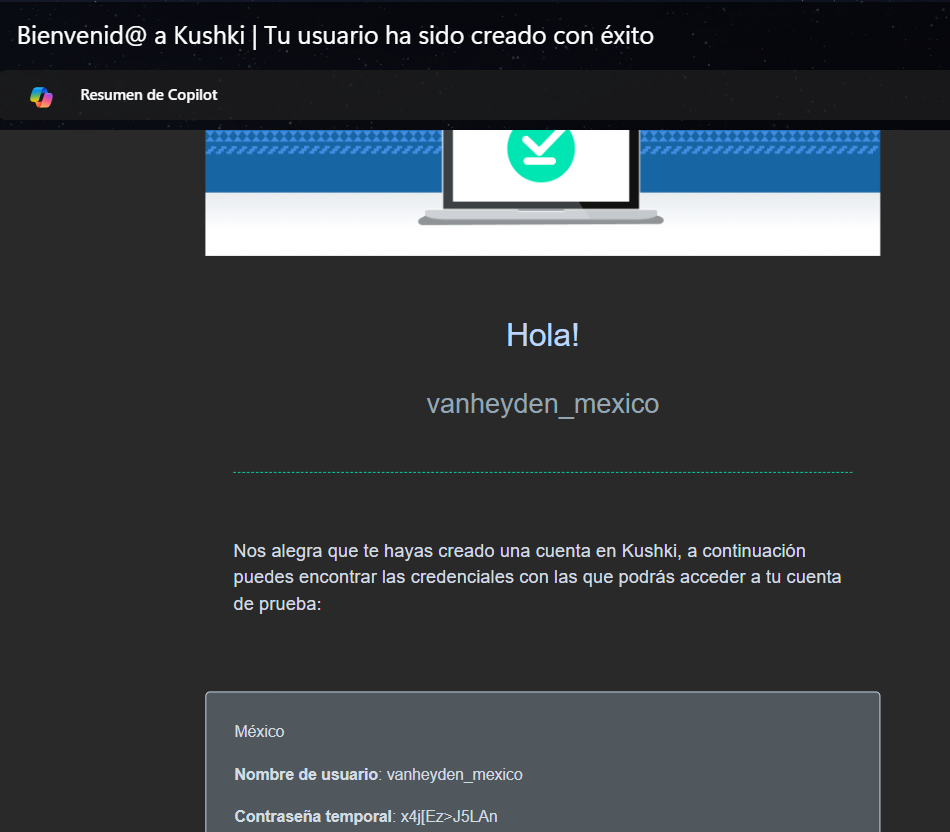 Bienvenid@ a Kushki | Tu usuario ha sido creado con éxito
Resumen de Copilot
Hola!
vanheyden_mexico
Nos alegra que te hayas creado una cuenta en Kushki, a continuación
puedes encontrar las credenciales con las que podrás acceder a tu cuenta
de prueba:
México
Nombre de usuario: vanheyden_mexico
Contraseña temporal: x4j[Ez>J5LAn